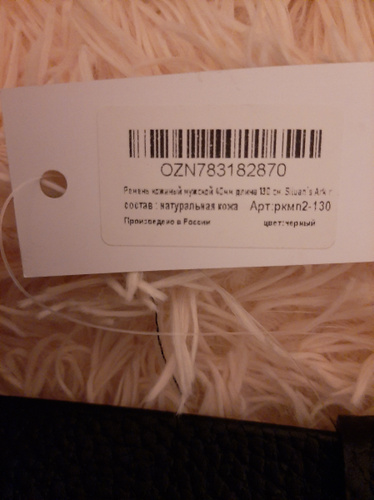 OZN783182870
Ремень кожаный мужской 40мм длина 130 см. Stuan's Ark г
состав : натуральная кожа Арт:ркмп2-130
Произведено в России цвет:черный